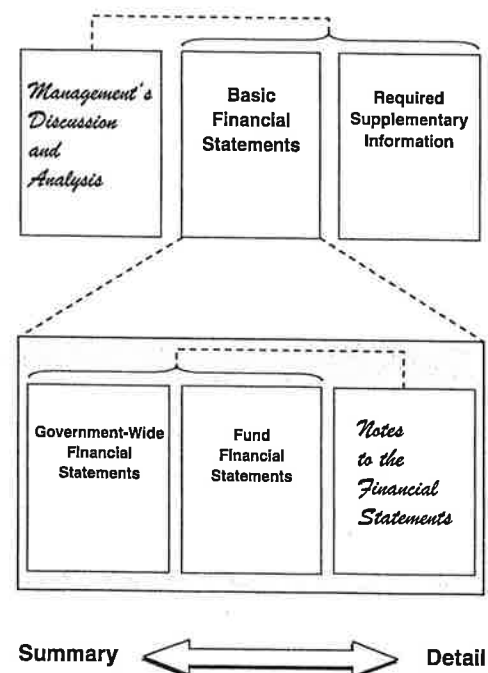 Management's
Discussion
and
Analysis
Basic
Financial
Statements
Required
Supplementary
Information
Government-Wide
Financial
Statements
Fund
Financial
Statements
Notes
to the
Financial
Statements
Summary
Detail